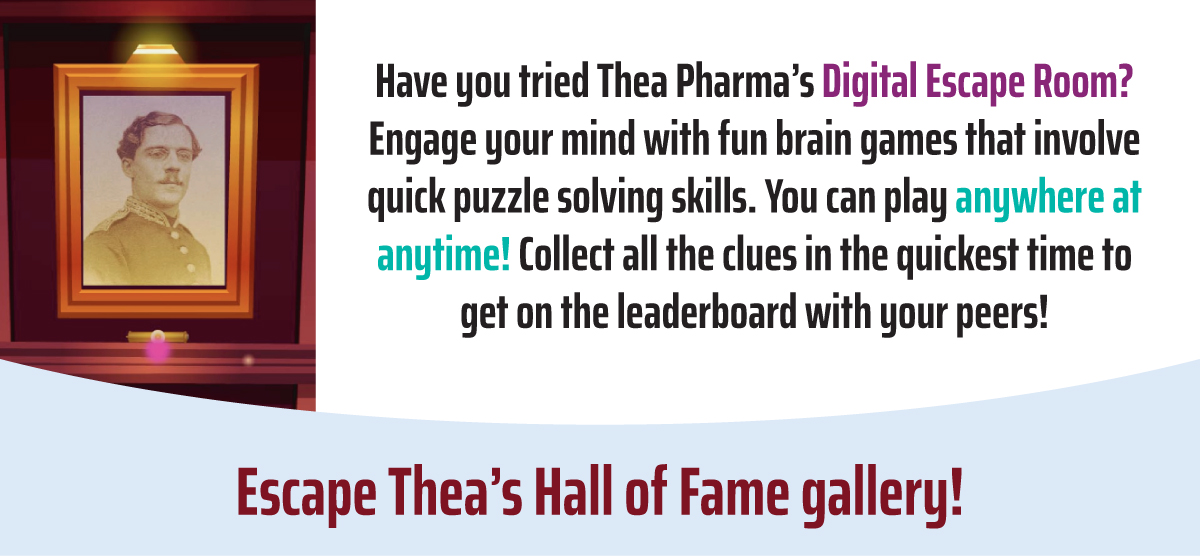 Have you tried Thea Pharma’s Digital Escape Room?
Engage your mind with fun brain games that involve
quick puzzle solving skills. You can play anywhere at
anytime! Collect all the clues in the quickest time to
get on the leaderboard with your peers!
Escape Thea’s Hall of Fame gallery!